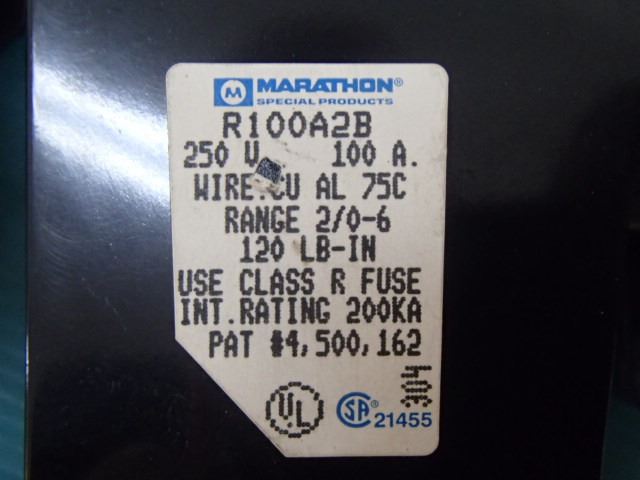 M MARATHON®
SPECIAL PRODUCTS
R100A2B
250 V 100 A.
WIRE:CU AL 75C
RANGE 2/0-6
120 LB-IN
USE CLASS R FUSE
INT.RATING 200KA
PAT #4,500,162
UL
SA® 21455